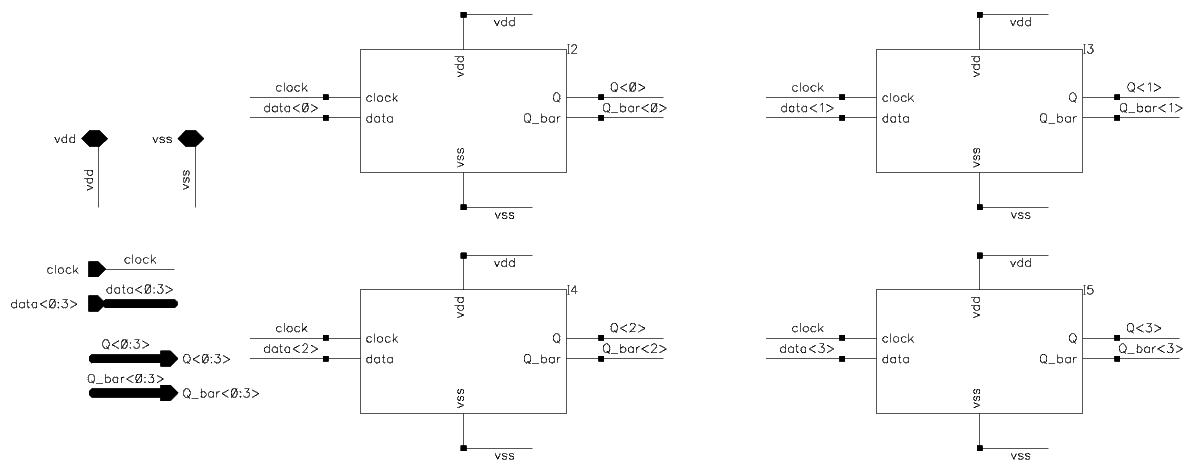 vdd
vss
vdd
vss
clock
clock
data<0:3>
data<0:3>
Q<0:3>
Q<0:3>
Q_bar<0:3>
Q_bar<0:3>
vdd
I2
vdd
clock
clock
data<0>
data
Q
Q<0>
Q_bar
Q_bar<0>
vss
vss
vdd
I3
vdd
clock
clock
data<1>
data
Q
Q<1>
Q_bar
Q_bar<1>
vss
vss
vdd
I4
vdd
clock
clock
data<2>
data
Q
Q<2>
Q_bar
Q_bar<2>
vss
vss
vdd
I5
vdd
clock
clock
data<3>
data
Q
Q<3>
Q_bar
Q_bar<3>
vss
vss